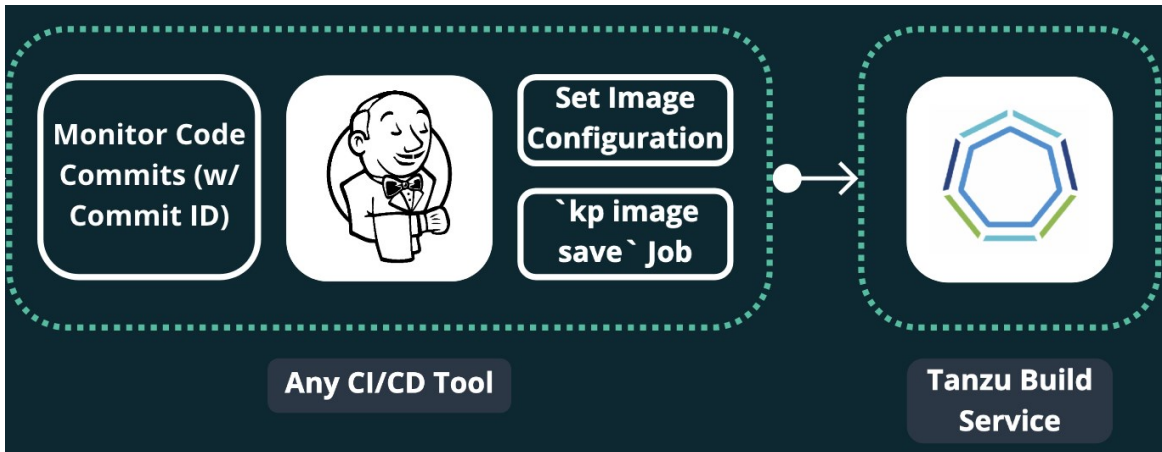 Monitor Code
Commits (w/
Commit ID)
Set Image
Configuration
`kp image
save` Job
Any CI/CD Tool
Tanzu Build
Service